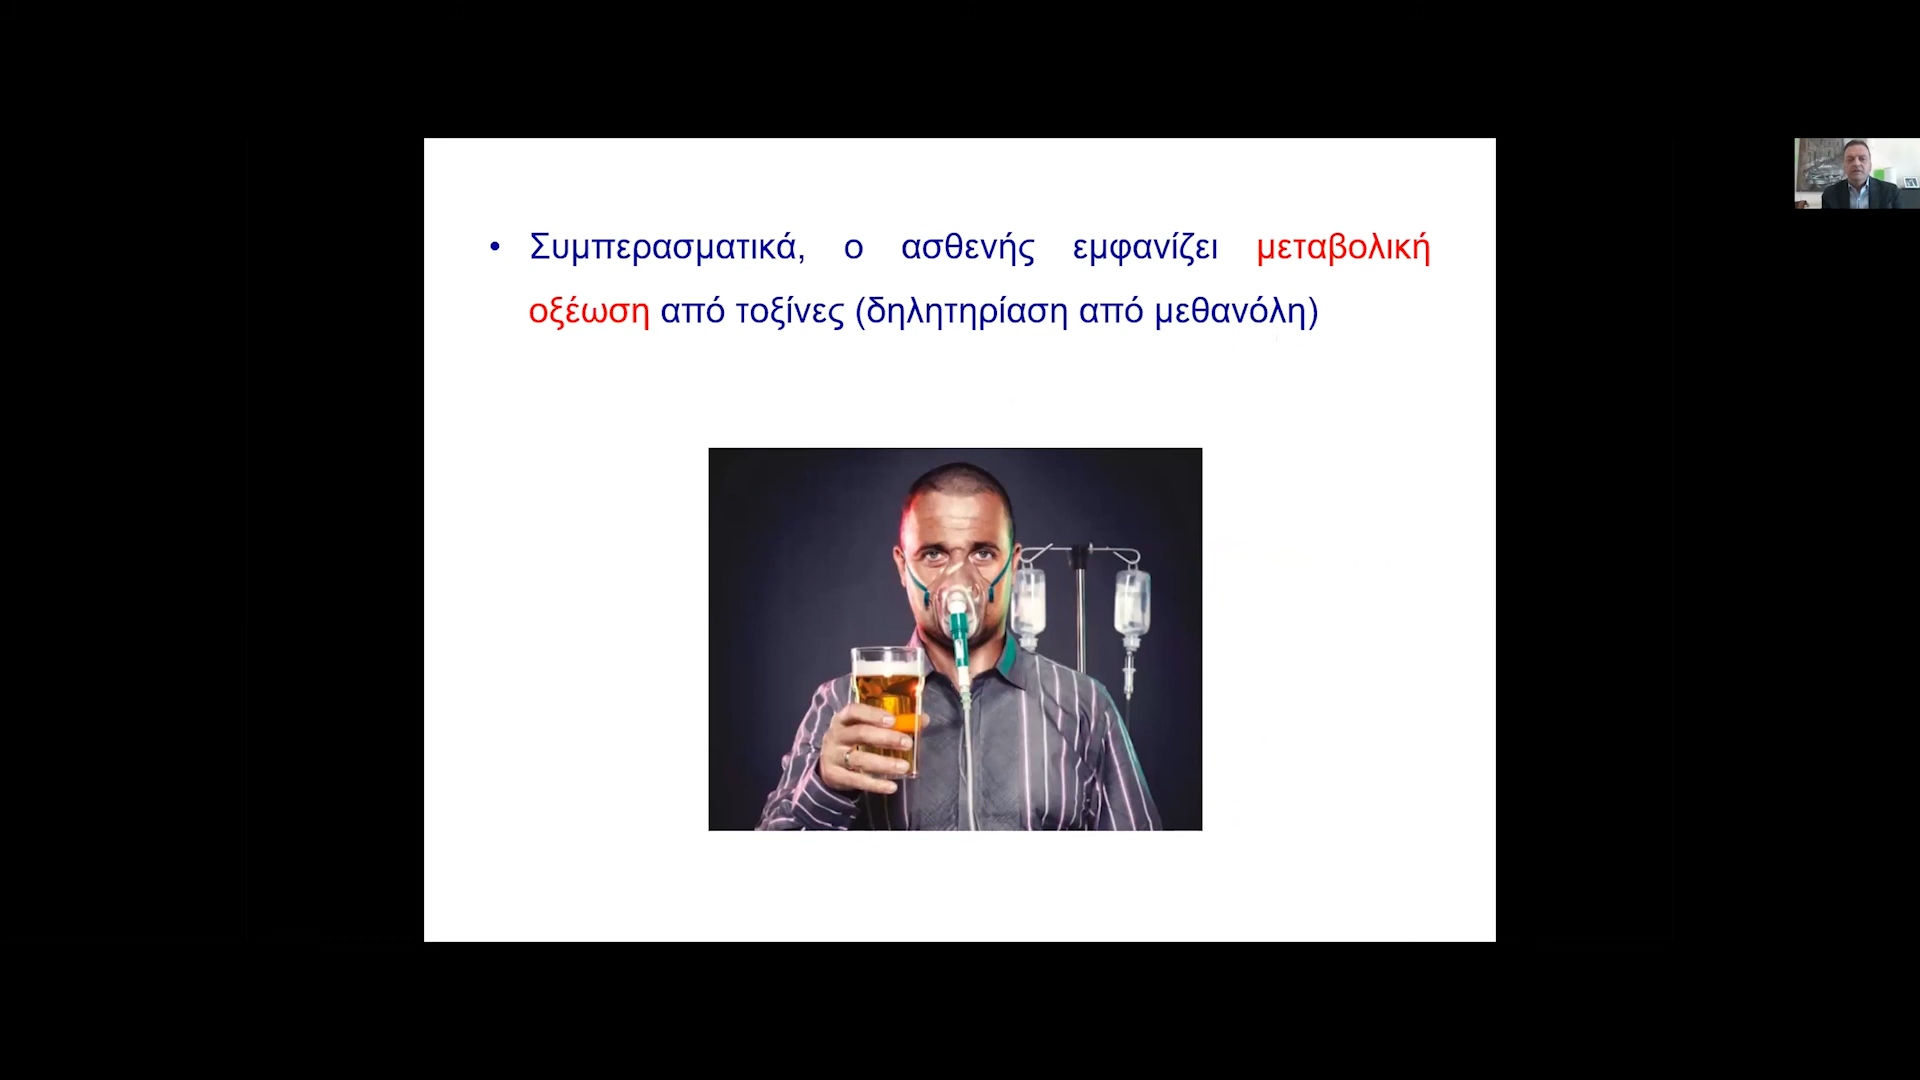 • Συμπερασματικά, ο ασθενής εμφανίζει μεταβολική
οξέωση από τοξίνες (δηλητηρίαση από μεθανόλη)